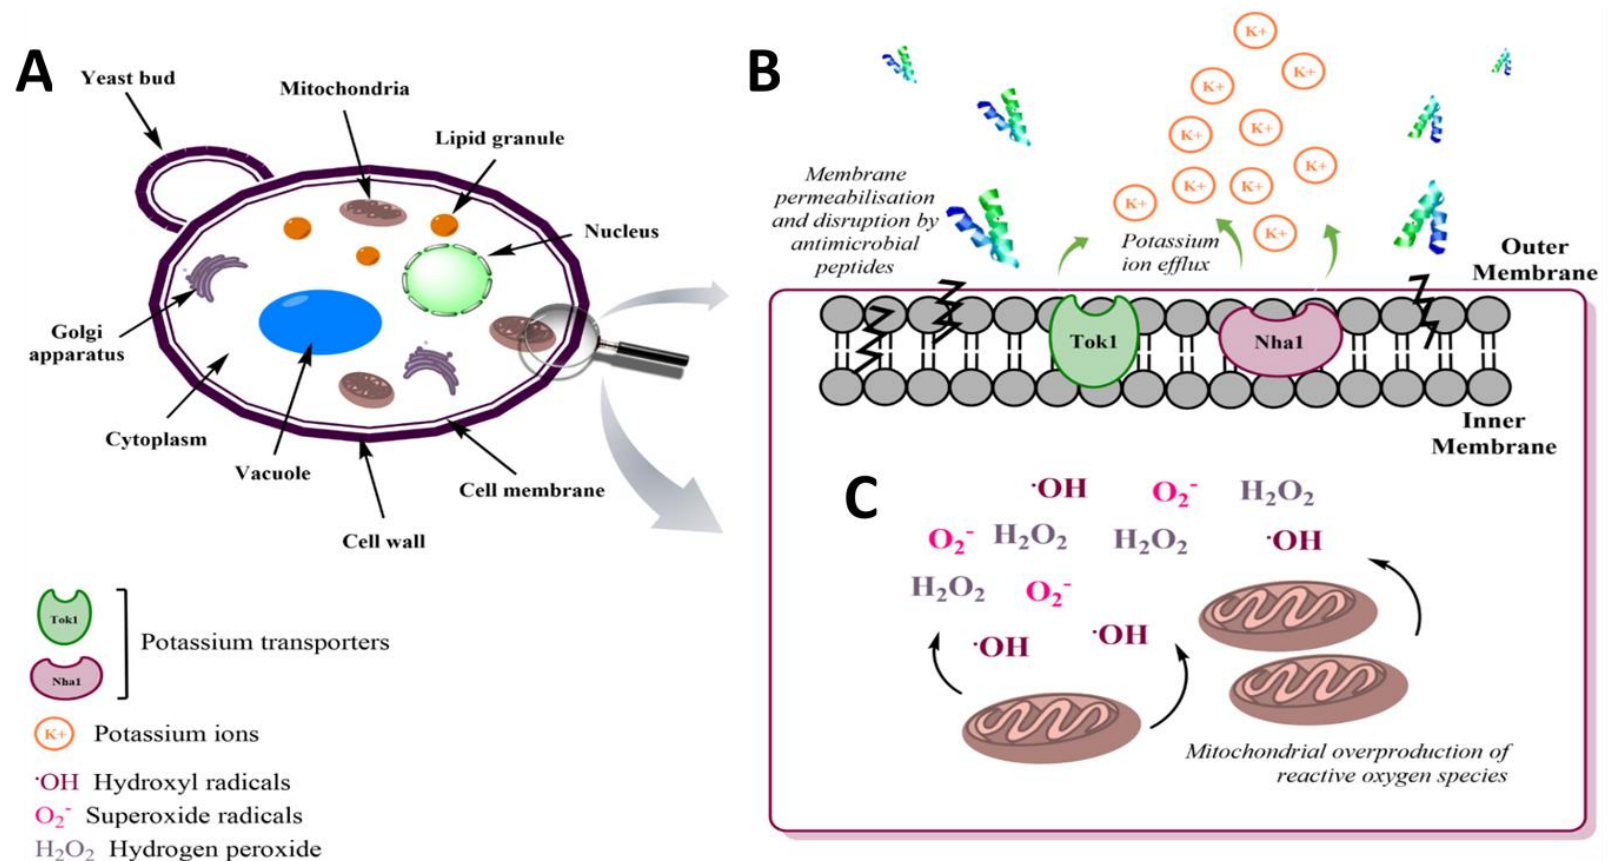 A
Yeast bud
Mitochondria
Lipid granule
Nucleus
Golgi
apparatus
Cytoplasm
Vacuole
Cell membrane
Cell wall
Tok1
Nha1
Potassium transporters
K+
Potassium ions
·OH Hydroxyl radicals
O₂⁻ Superoxide radicals
H₂O₂ Hydrogen peroxide
B
K+
K+
K+
K+
K+
K+
K+
K+
K+
K+
Membrane
permeabilisation
and disruption by
antimicrobial
peptides
Potassium
ion efflux
Outer
Membrane
Tok1
Nha1
Inner
Membrane
C
·OH O₂⁻ H₂O₂
O₂⁻ H₂O₂ H₂O₂ ·OH
H₂O₂ O₂⁻
·OH ·OH
Mitochondrial overproduction of
reactive oxygen species